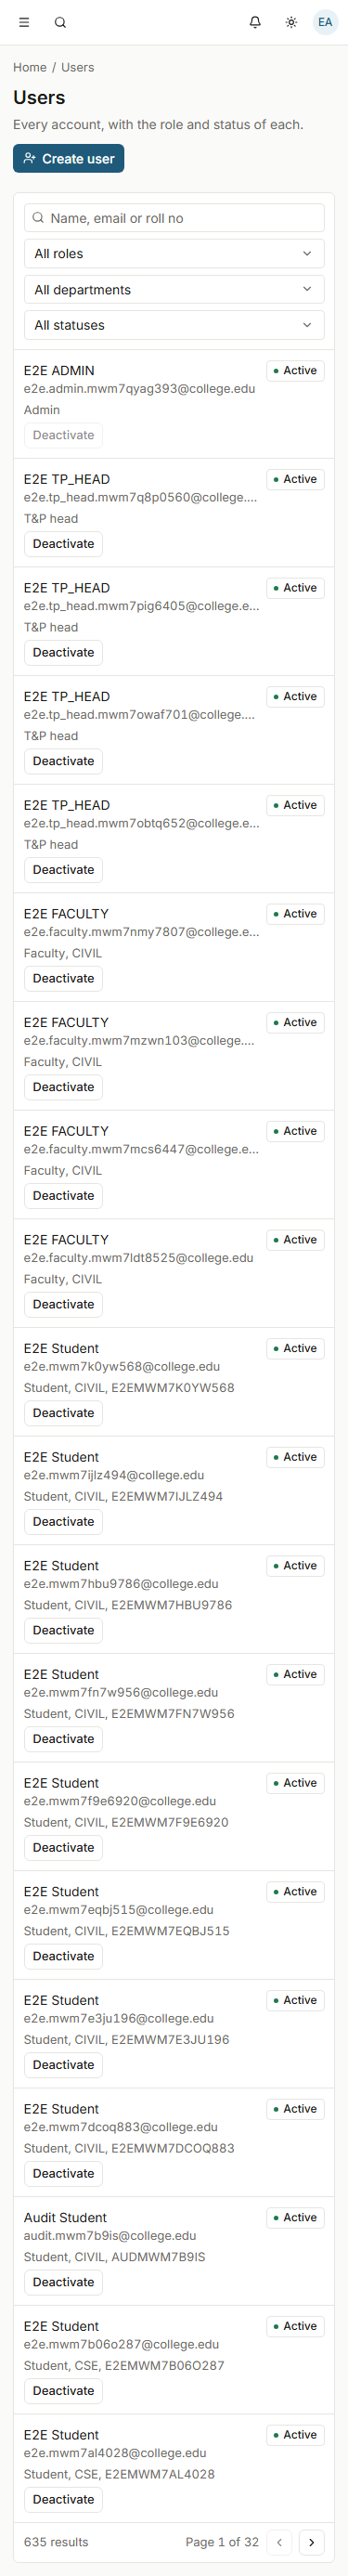 EA
Home / Users
Users
Every account, with the role and status of each.
Create user
Name, email or roll no
All roles
All departments
All statuses
E2E ADMIN
Active
e2e.admin.mwm7qyag393@college.edu
Admin
Deactivate
E2E TP_HEAD
Active
e2e.tp_head.mwm7q8p0560@college....
T&P head
Deactivate
E2E TP_HEAD
Active
e2e.tp_head.mwm7pig6405@college.e...
T&P head
Deactivate
E2E TP_HEAD
Active
e2e.tp_head.mwm7owaf701@college....
T&P head
Deactivate
E2E TP_HEAD
Active
e2e.tp_head.mwm7obtq652@college.e...
T&P head
Deactivate
E2E FACULTY
Active
e2e.faculty.mwm7nmy7807@college.e...
Faculty, CIVIL
Deactivate
E2E FACULTY
Active
e2e.faculty.mwm7mzwn103@college....
Faculty, CIVIL
Deactivate
E2E FACULTY
Active
e2e.faculty.mwm7mcs6447@college.e...
Faculty, CIVIL
Deactivate
E2E FACULTY
Active
e2e.faculty.mwm7ldt8525@college.edu
Faculty, CIVIL
Deactivate
E2E Student
Active
e2e.mwm7k0yw568@college.edu
Student, CIVIL, E2EMWM7K0YW568
Deactivate
E2E Student
Active
e2e.mwm7ijlz494@college.edu
Student, CIVIL, E2EMWM7IJLZ494
Deactivate
E2E Student
Active
e2e.mwm7hbu9786@college.edu
Student, CIVIL, E2EMWM7HBU9786
Deactivate
E2E Student
Active
e2e.mwm7fn7w956@college.edu
Student, CIVIL, E2EMWM7FN7W956
Deactivate
E2E Student
Active
e2e.mwm7f9e6920@college.edu
Student, CIVIL, E2EMWM7F9E6920
Deactivate
E2E Student
Active
e2e.mwm7eqbj515@college.edu
Student, CIVIL, E2EMWM7EQBJ515
Deactivate
E2E Student
Active
e2e.mwm7e3ju196@college.edu
Student, CIVIL, E2EMWM7E3JU196
Deactivate
E2E Student
Active
e2e.mwm7dcoq883@college.edu
Student, CIVIL, E2EMWM7DCOQ883
Deactivate
Audit Student
Active
audit.mwm7b9is@college.edu
Student, CIVIL, AUDMWM7B9IS
Deactivate
E2E Student
Active
e2e.mwm7b06o287@college.edu
Student, CSE, E2EMWM7B06O287
Deactivate
E2E Student
Active
e2e.mwm7al4028@college.edu
Student, CSE, E2EMWM7AL4028
Deactivate
635 results
Page 1 of 32